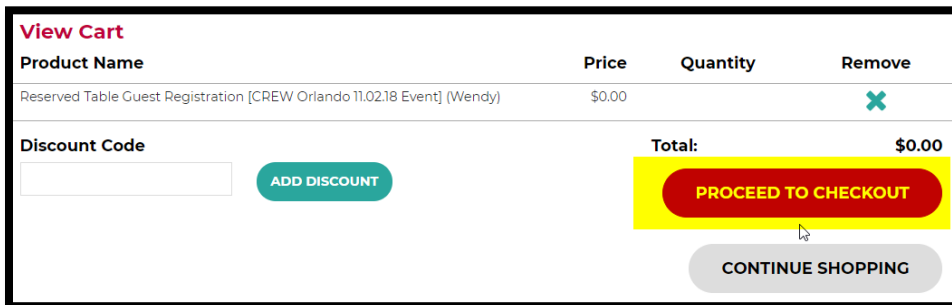 View Cart
Product Name Price Quantity Remove
Reserved Table Guest Registration [CREW Orlando 11.02.18 Event] (Wendy) $0.00
Discount Code Total: $0.00
ADD DISCOUNT PROCEED TO CHECKOUT
CONTINUE SHOPPING